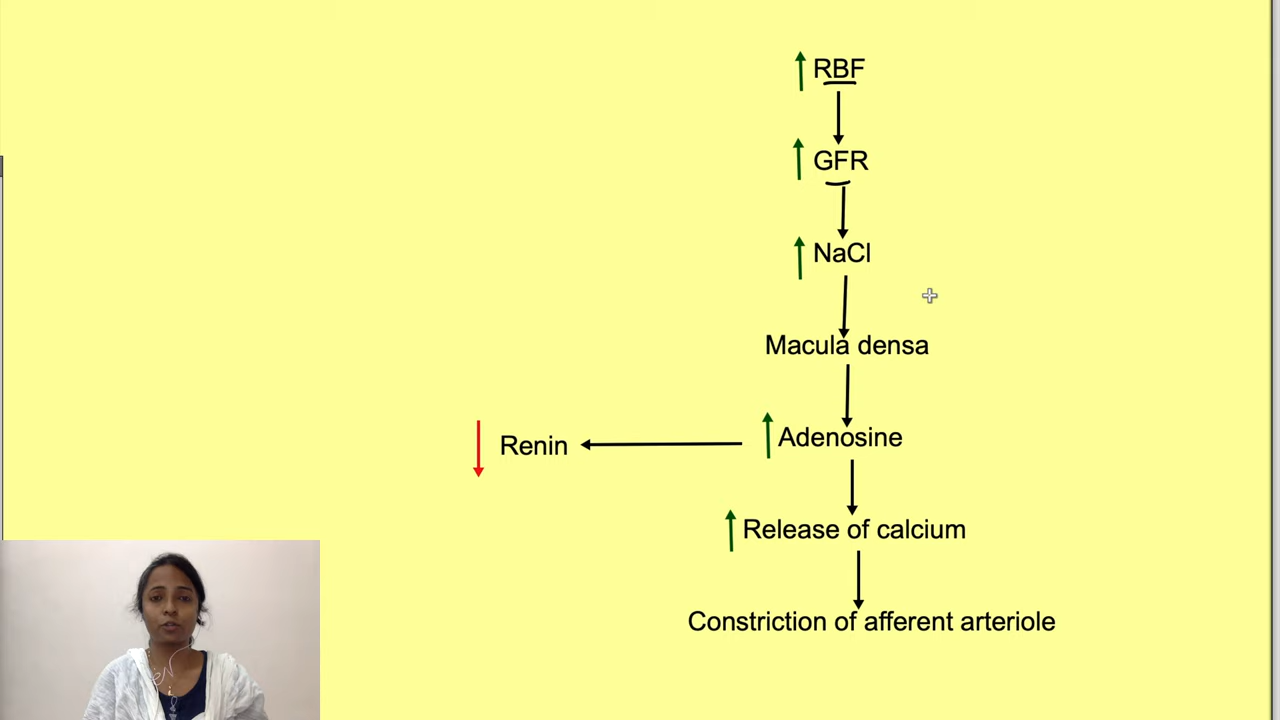 RBF
GFR
NaCl
Macula densa
Adenosine
Renin
Release of calcium
Constriction of afferent arteriole